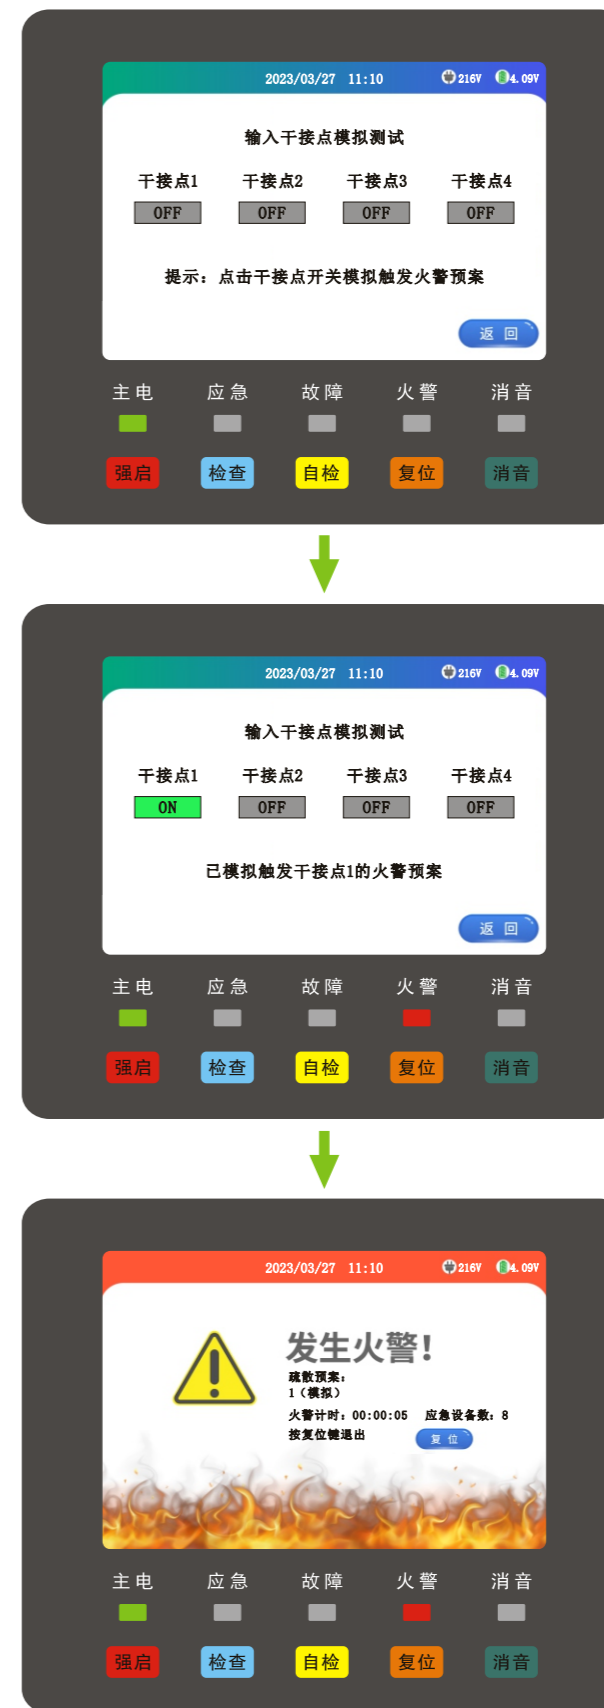 2023/03/27 11:10 216V 4.09V
输入干接点模拟测试
干接点1 干接点2 干接点3 干接点4
OFF OFF OFF OFF
提示：点击干接点开关模拟触发火警预案
返 回
主电 应急 故障 火警 消音
强启 检查 自检 复位 消音
2023/03/27 11:10 216V 4.09V
输入干接点模拟测试
干接点1 干接点2 干接点3 干接点4
ON OFF OFF OFF
已模拟触发干接点1的火警预案
返 回
主电 应急 故障 火警 消音
强启 检查 自检 复位 消音
2023/03/27 11:10 216V 4.09V
发生火警！
疏散预案：
1（模拟）
火警计时：00:00:05 应急设备数：8
按复位键退出 复 位
主电 应急 故障 火警 消音
强启 检查 自检 复位 消音